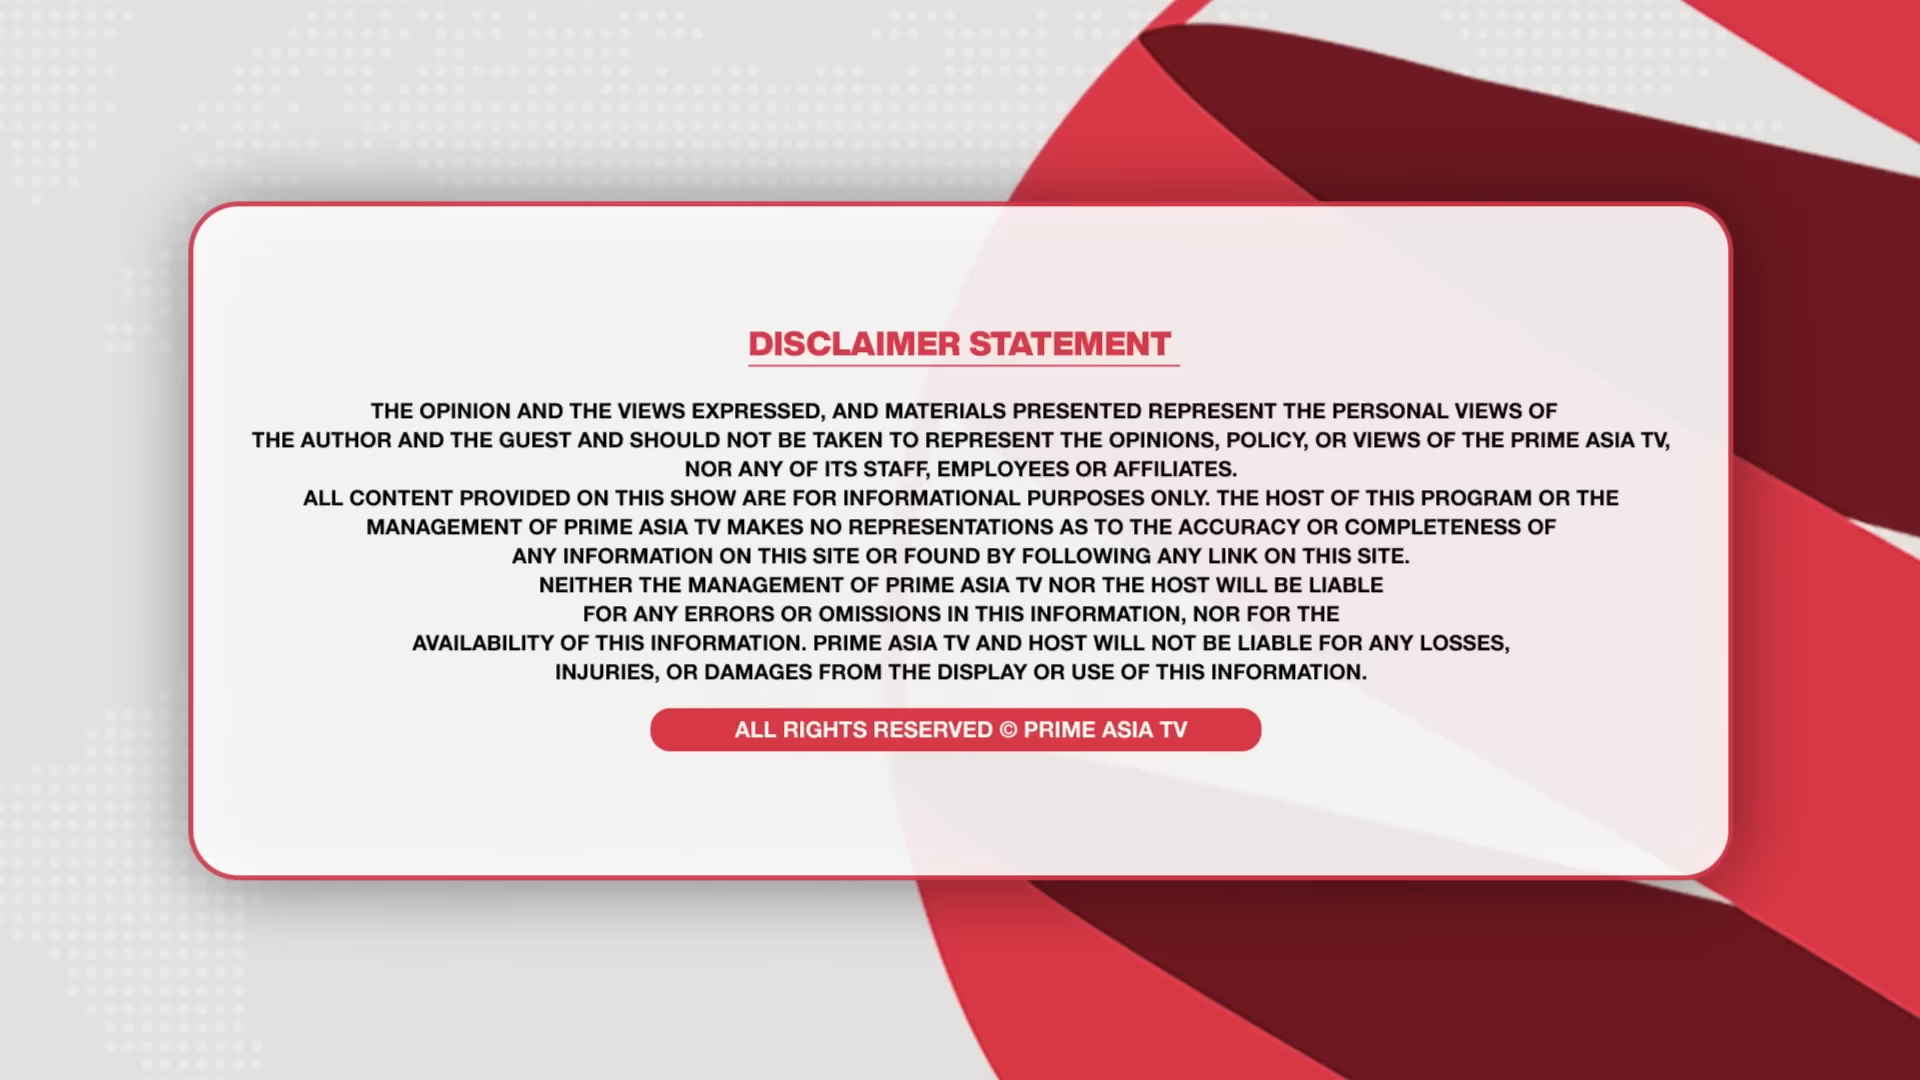 DISCLAIMER STATEMENT
THE OPINION AND THE VIEWS EXPRESSED, AND MATERIALS PRESENTED REPRESENT THE PERSONAL VIEWS OF
THE AUTHOR AND THE GUEST AND SHOULD NOT BE TAKEN TO REPRESENT THE OPINIONS, POLICY, OR VIEWS OF THE PRIME ASIA TV,
NOR ANY OF ITS STAFF, EMPLOYEES OR AFFILIATES.
ALL CONTENT PROVIDED ON THIS SHOW ARE FOR INFORMATIONAL PURPOSES ONLY. THE HOST OF THIS PROGRAM OR THE
MANAGEMENT OF PRIME ASIA TV MAKES NO REPRESENTATIONS AS TO THE ACCURACY OR COMPLETENESS OF
ANY INFORMATION ON THIS SITE OR FOUND BY FOLLOWING ANY LINK ON THIS SITE.
NEITHER THE MANAGEMENT OF PRIME ASIA TV NOR THE HOST WILL BE LIABLE
FOR ANY ERRORS OR OMISSIONS IN THIS INFORMATION, NOR FOR THE
AVAILABILITY OF THIS INFORMATION. PRIME ASIA TV AND HOST WILL NOT BE LIABLE FOR ANY LOSSES,
INJURIES, OR DAMAGES FROM THE DISPLAY OR USE OF THIS INFORMATION.
ALL RIGHTS RESERVED © PRIME ASIA TV